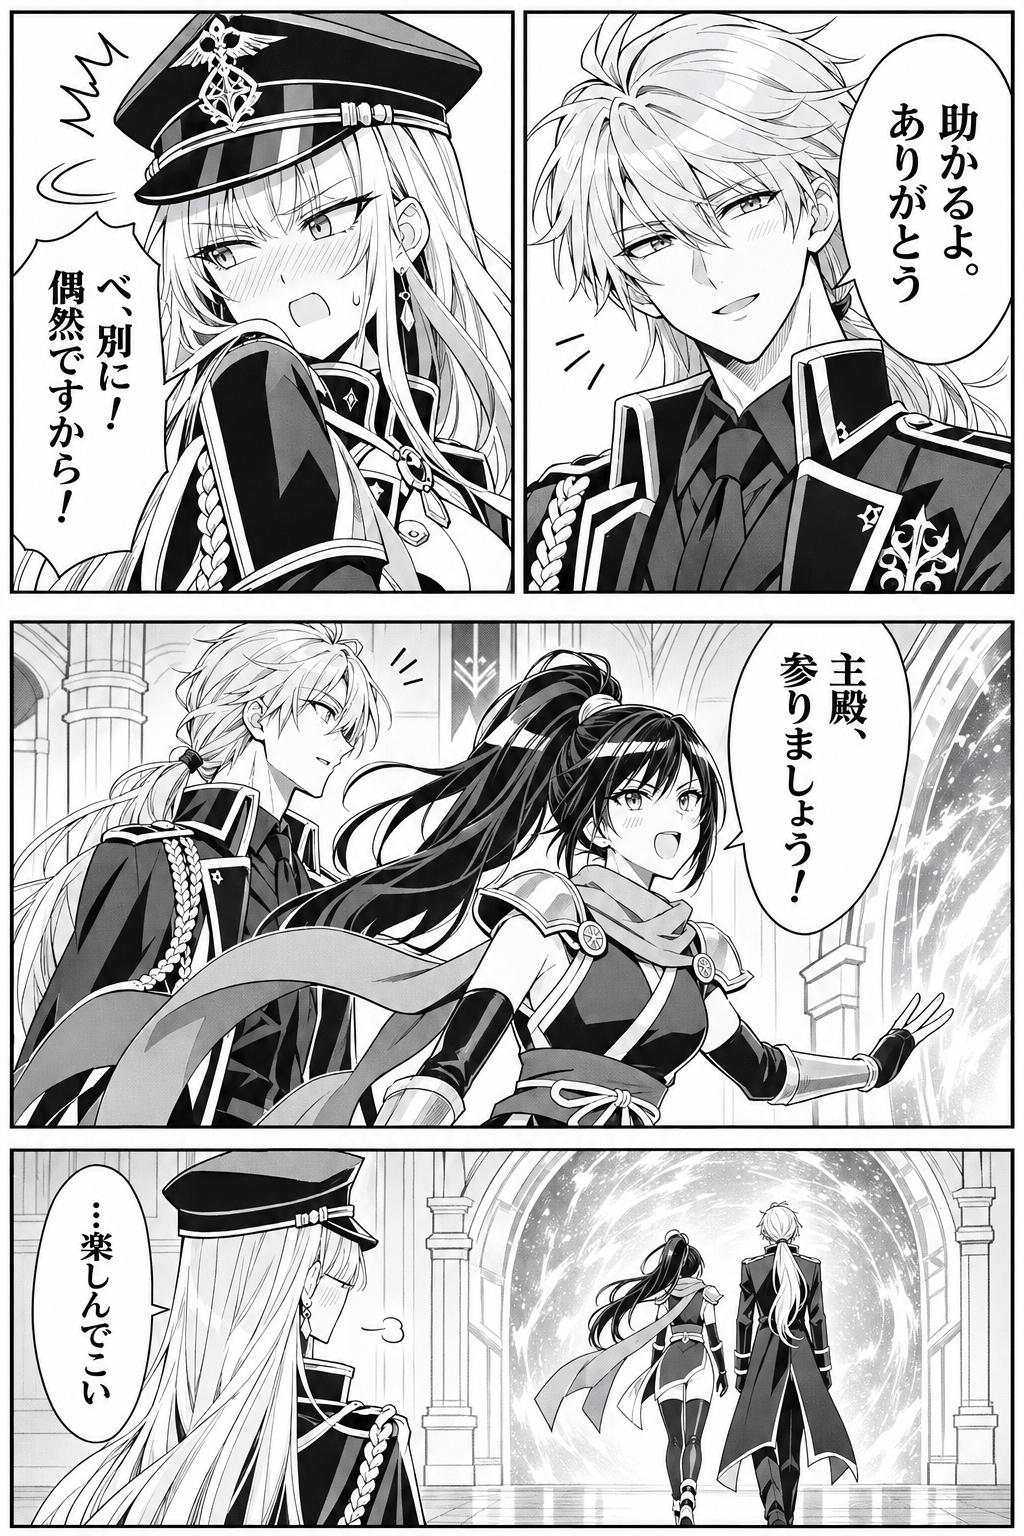 助かるよ。
ありがとう
べ、別に！
偶然ですから！
主殿、
参りましょう！
…楽しんでこい